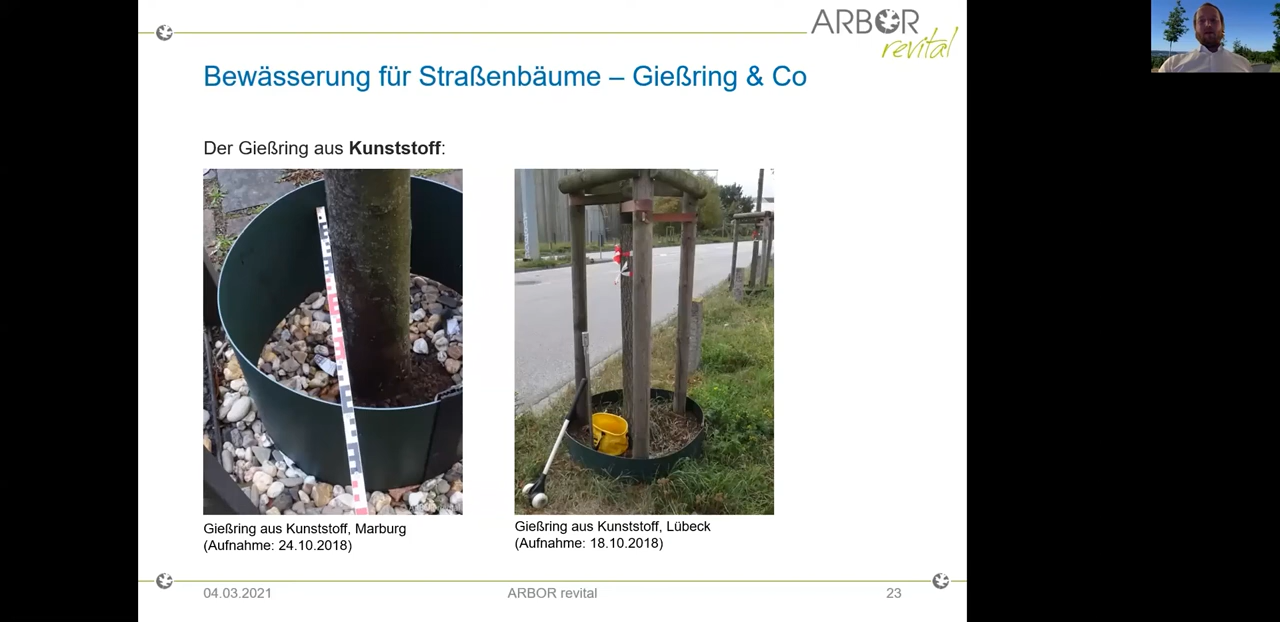 ARBOR
revital
Bewässerung für Straßenbäume – Gießring & Co
Der Gießring aus Kunststoff:
Gießring aus Kunststoff, Marburg
(Aufnahme: 24.10.2018)
Gießring aus Kunststoff, Lübeck
(Aufnahme: 18.10.2018)
04.03.2021
ARBOR revital
23